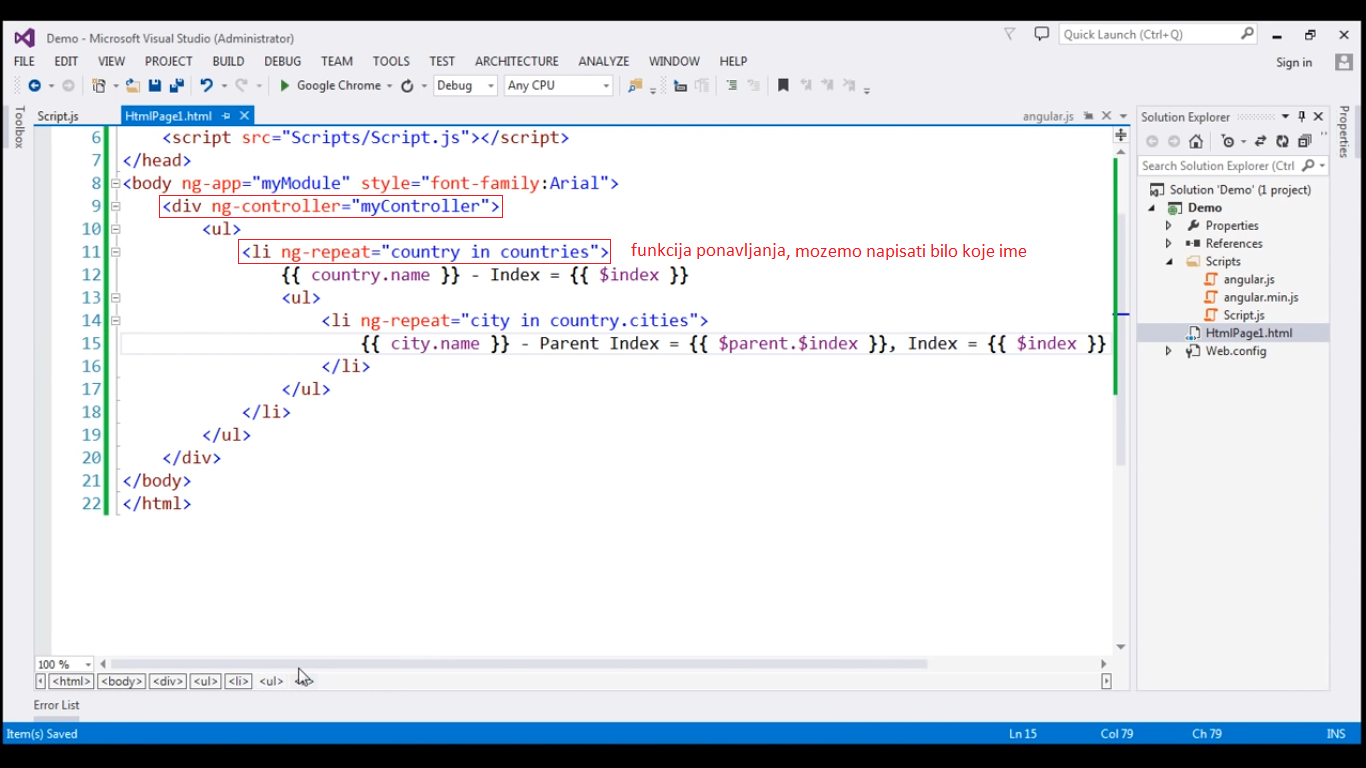 Demo - Microsoft Visual Studio (Administrator)
Quick Launch (Ctrl+Q)
FILE EDIT VIEW PROJECT BUILD DEBUG TEAM TOOLS TEST ARCHITECTURE ANALYZE WINDOW HELP
Sign in
Google Chrome Debug Any CPU
Toolbox
Script.js HtmlPage1.html angular.js
6 <script src="Scripts/Script.js"></script>
7 </head>
8 <body ng-app="myModule" style="font-family:Arial">
9 <div ng-controller="myController">
10 <ul>
11 <li ng-repeat="country in countries"> funkcija ponavljanja, mozemo napisati bilo koje ime
12 {{ country.name }} - Index = {{ $index }}
13 <ul>
14 <li ng-repeat="city in country.cities">
15 {{ city.name }} - Parent Index = {{ $parent.$index }}, Index = {{ $index }}
16 </li>
17 </ul>
18 </li>
19 </ul>
20 </div>
21 </body>
22 </html>
100 %
<html> <body> <div> <ul> <li> <ul>
Solution Explorer
Search Solution Explorer (Ctrl
Solution 'Demo' (1 project)
Demo
Properties
References
Scripts
angular.js
angular.min.js
Script.js
HtmlPage1.html
Web.config
Properties
Error List
Item(s) Saved Ln 15 Col 79 Ch 79 INS